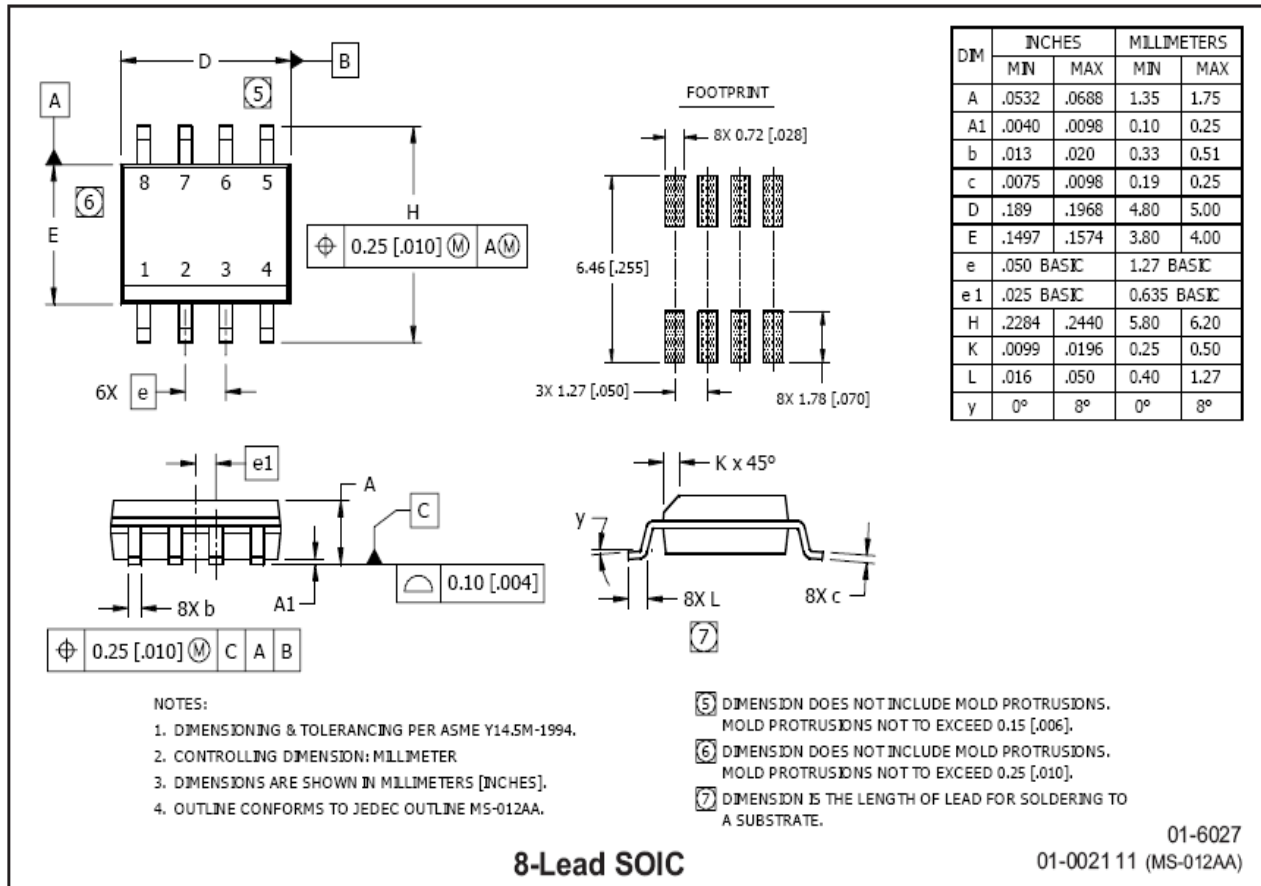 D
B
5
A
8 7 6 5
6
E
H
⌖ 0.25 [.010] Ⓜ A Ⓜ
1 2 3 4
6X e
FOOTPRINT
8X 0.72 [.028]
6.46 [.255]
3X 1.27 [.050]
8X 1.78 [.070]
DIM INCHES MILLIMETERS
MIN MAX MIN MAX
A .0532 .0688 1.35 1.75
A1 .0040 .0098 0.10 0.25
b .013 .020 0.33 0.51
c .0075 .0098 0.19 0.25
D .189 .1968 4.80 5.00
E .1497 .1574 3.80 4.00
e .050 BASIC 1.27 BASIC
e 1 .025 BASIC 0.635 BASIC
H .2284 .2440 5.80 6.20
K .0099 .0196 0.25 0.50
L .016 .050 0.40 1.27
y 0° 8° 0° 8°
e1
A
C
0.10 [.004]
A1
8X b
⌖ 0.25 [.010] Ⓜ C A B
K x 45°
y
8X L
8X c
7
NOTES:
1. DIMENSIONING & TOLERANCING PER ASME Y14.5M-1994.
2. CONTROLLING DIMENSION: MILLIMETER
3. DIMENSIONS ARE SHOWN IN MILLIMETERS [INCHES].
4. OUTLINE CONFORMS TO JEDEC OUTLINE MS-012AA.
5 DIMENSION DOES NOT INCLUDE MOLD PROTRUSIONS.
MOLD PROTRUSIONS NOT TO EXCEED 0.15 [.006].
6 DIMENSION DOES NOT INCLUDE MOLD PROTRUSIONS.
MOLD PROTRUSIONS NOT TO EXCEED 0.25 [.010].
7 DIMENSION IS THE LENGTH OF LEAD FOR SOLDERING TO
A SUBSTRATE.
8-Lead SOIC
01-6027
01-0021 11 (MS-012AA)